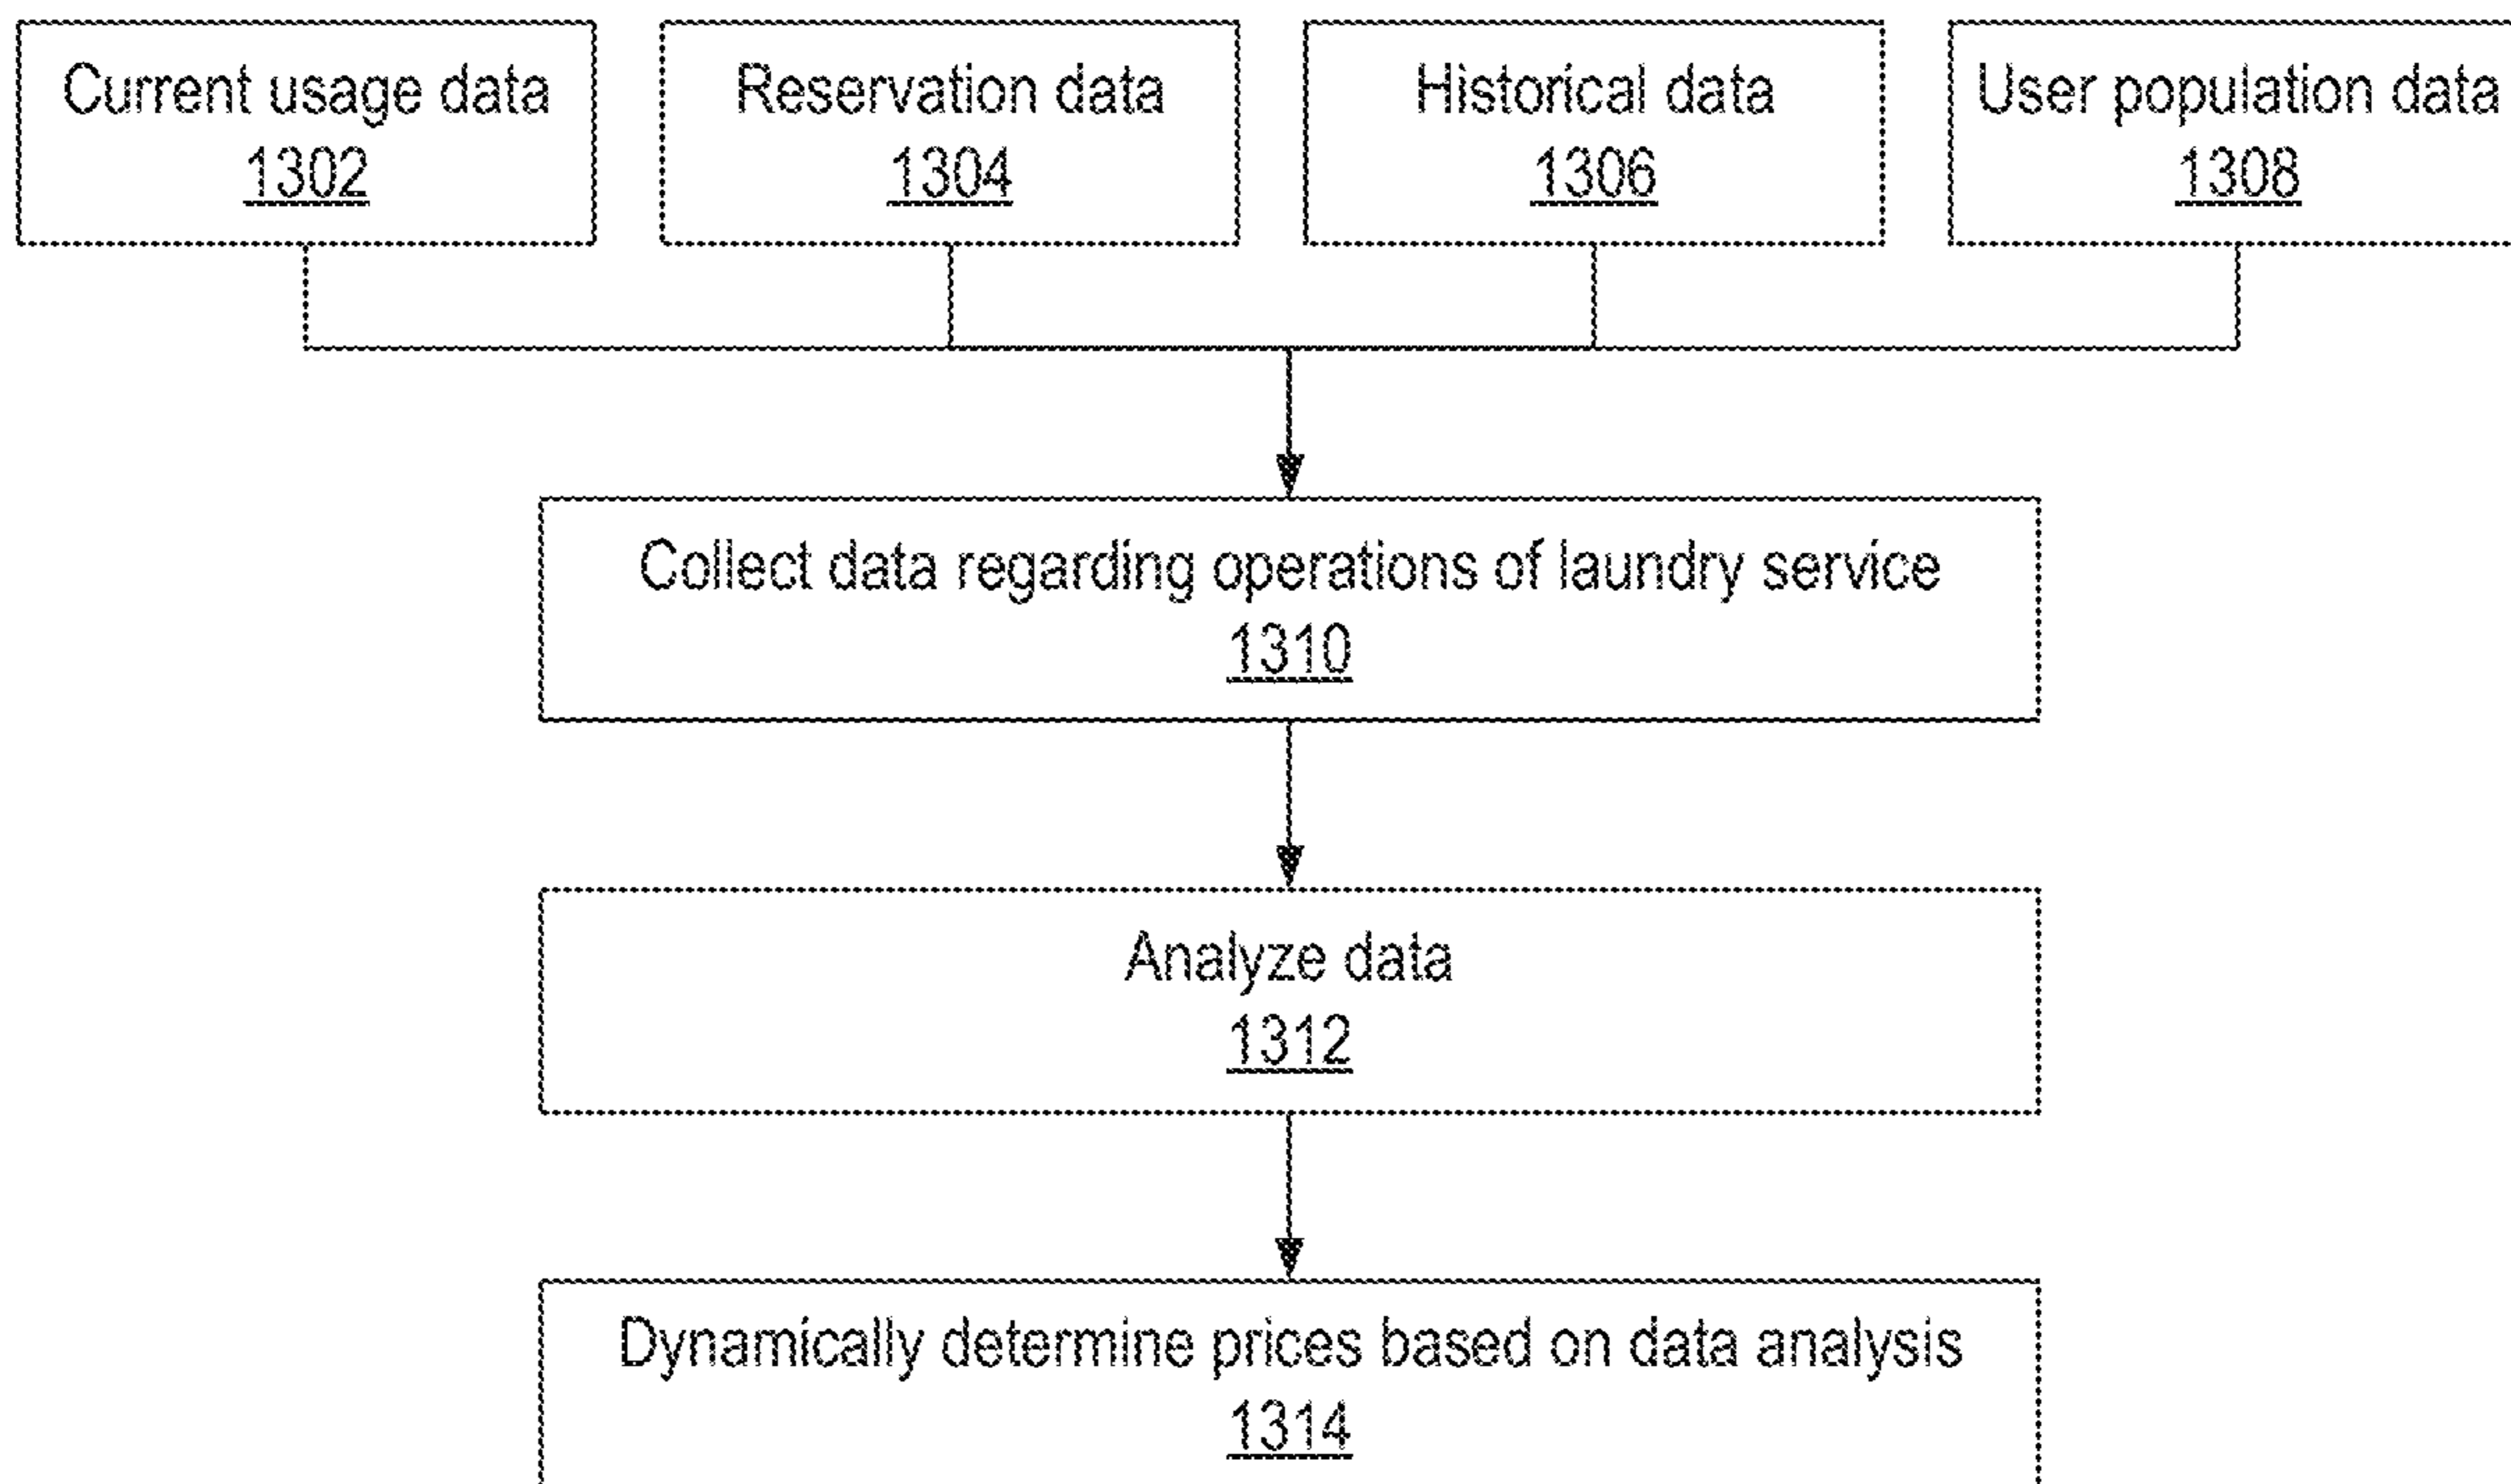 Current usage data
1302
Reservation data
1304
Historical data
1306
User population data
1308
Collect data regarding operations of laundry service
1310
Analyze data
1312
Dynamically determine prices based on data analysis
1314